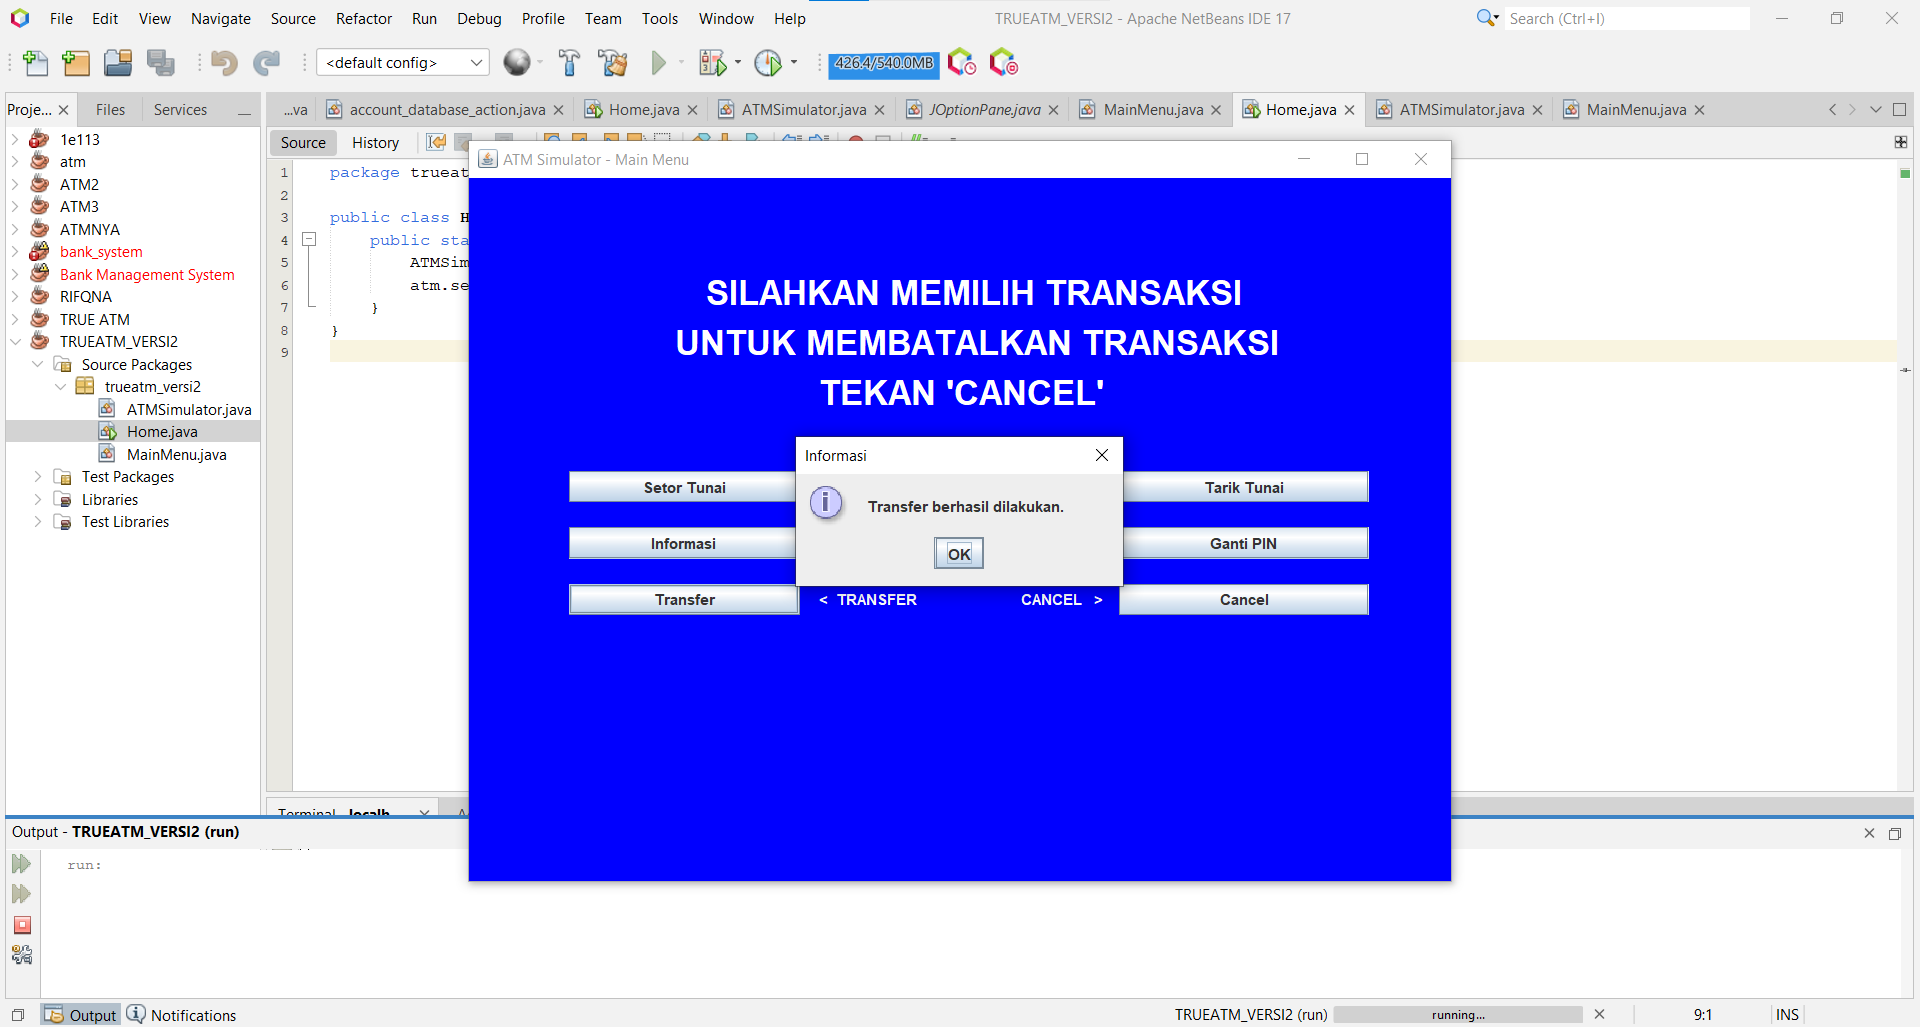 File Edit View Navigate Source Refactor Run Debug Profile Team Tools Window Help
TRUEATM_VERSI2 - Apache NetBeans IDE 17
Search (Ctrl+I)
<default config>
426.4/540.0MB
Proje...
Files
Services
...va
account_database_action.java
Home.java
ATMSimulator.java
JOptionPane.java
MainMenu.java
Home.java
ATMSimulator.java
MainMenu.java
1e113
atm
ATM2
ATM3
ATMNYA
bank_system
Bank Management System
RIFQNA
TRUE ATM
TRUEATM_VERSI2
Source Packages
trueatm_versi2
ATMSimulator.java
Home.java
MainMenu.java
Test Packages
Libraries
Test Libraries
Source History
1 package trueat
2
3 public class H
4 public sta
5 ATMSim
6 atm.se
7 }
8 }
9
ATM Simulator - Main Menu
SILAHKAN MEMILIH TRANSAKSI
UNTUK MEMBATALKAN TRANSAKSI
TEKAN 'CANCEL'
Informasi
Transfer berhasil dilakukan.
OK
Setor Tunai
Tarik Tunai
Informasi
Ganti PIN
Transfer
< TRANSFER
CANCEL >
Cancel
Terminal localh
Output - TRUEATM_VERSI2 (run)
run:
Output
Notifications
TRUEATM_VERSI2 (run)
running...
9:1
INS